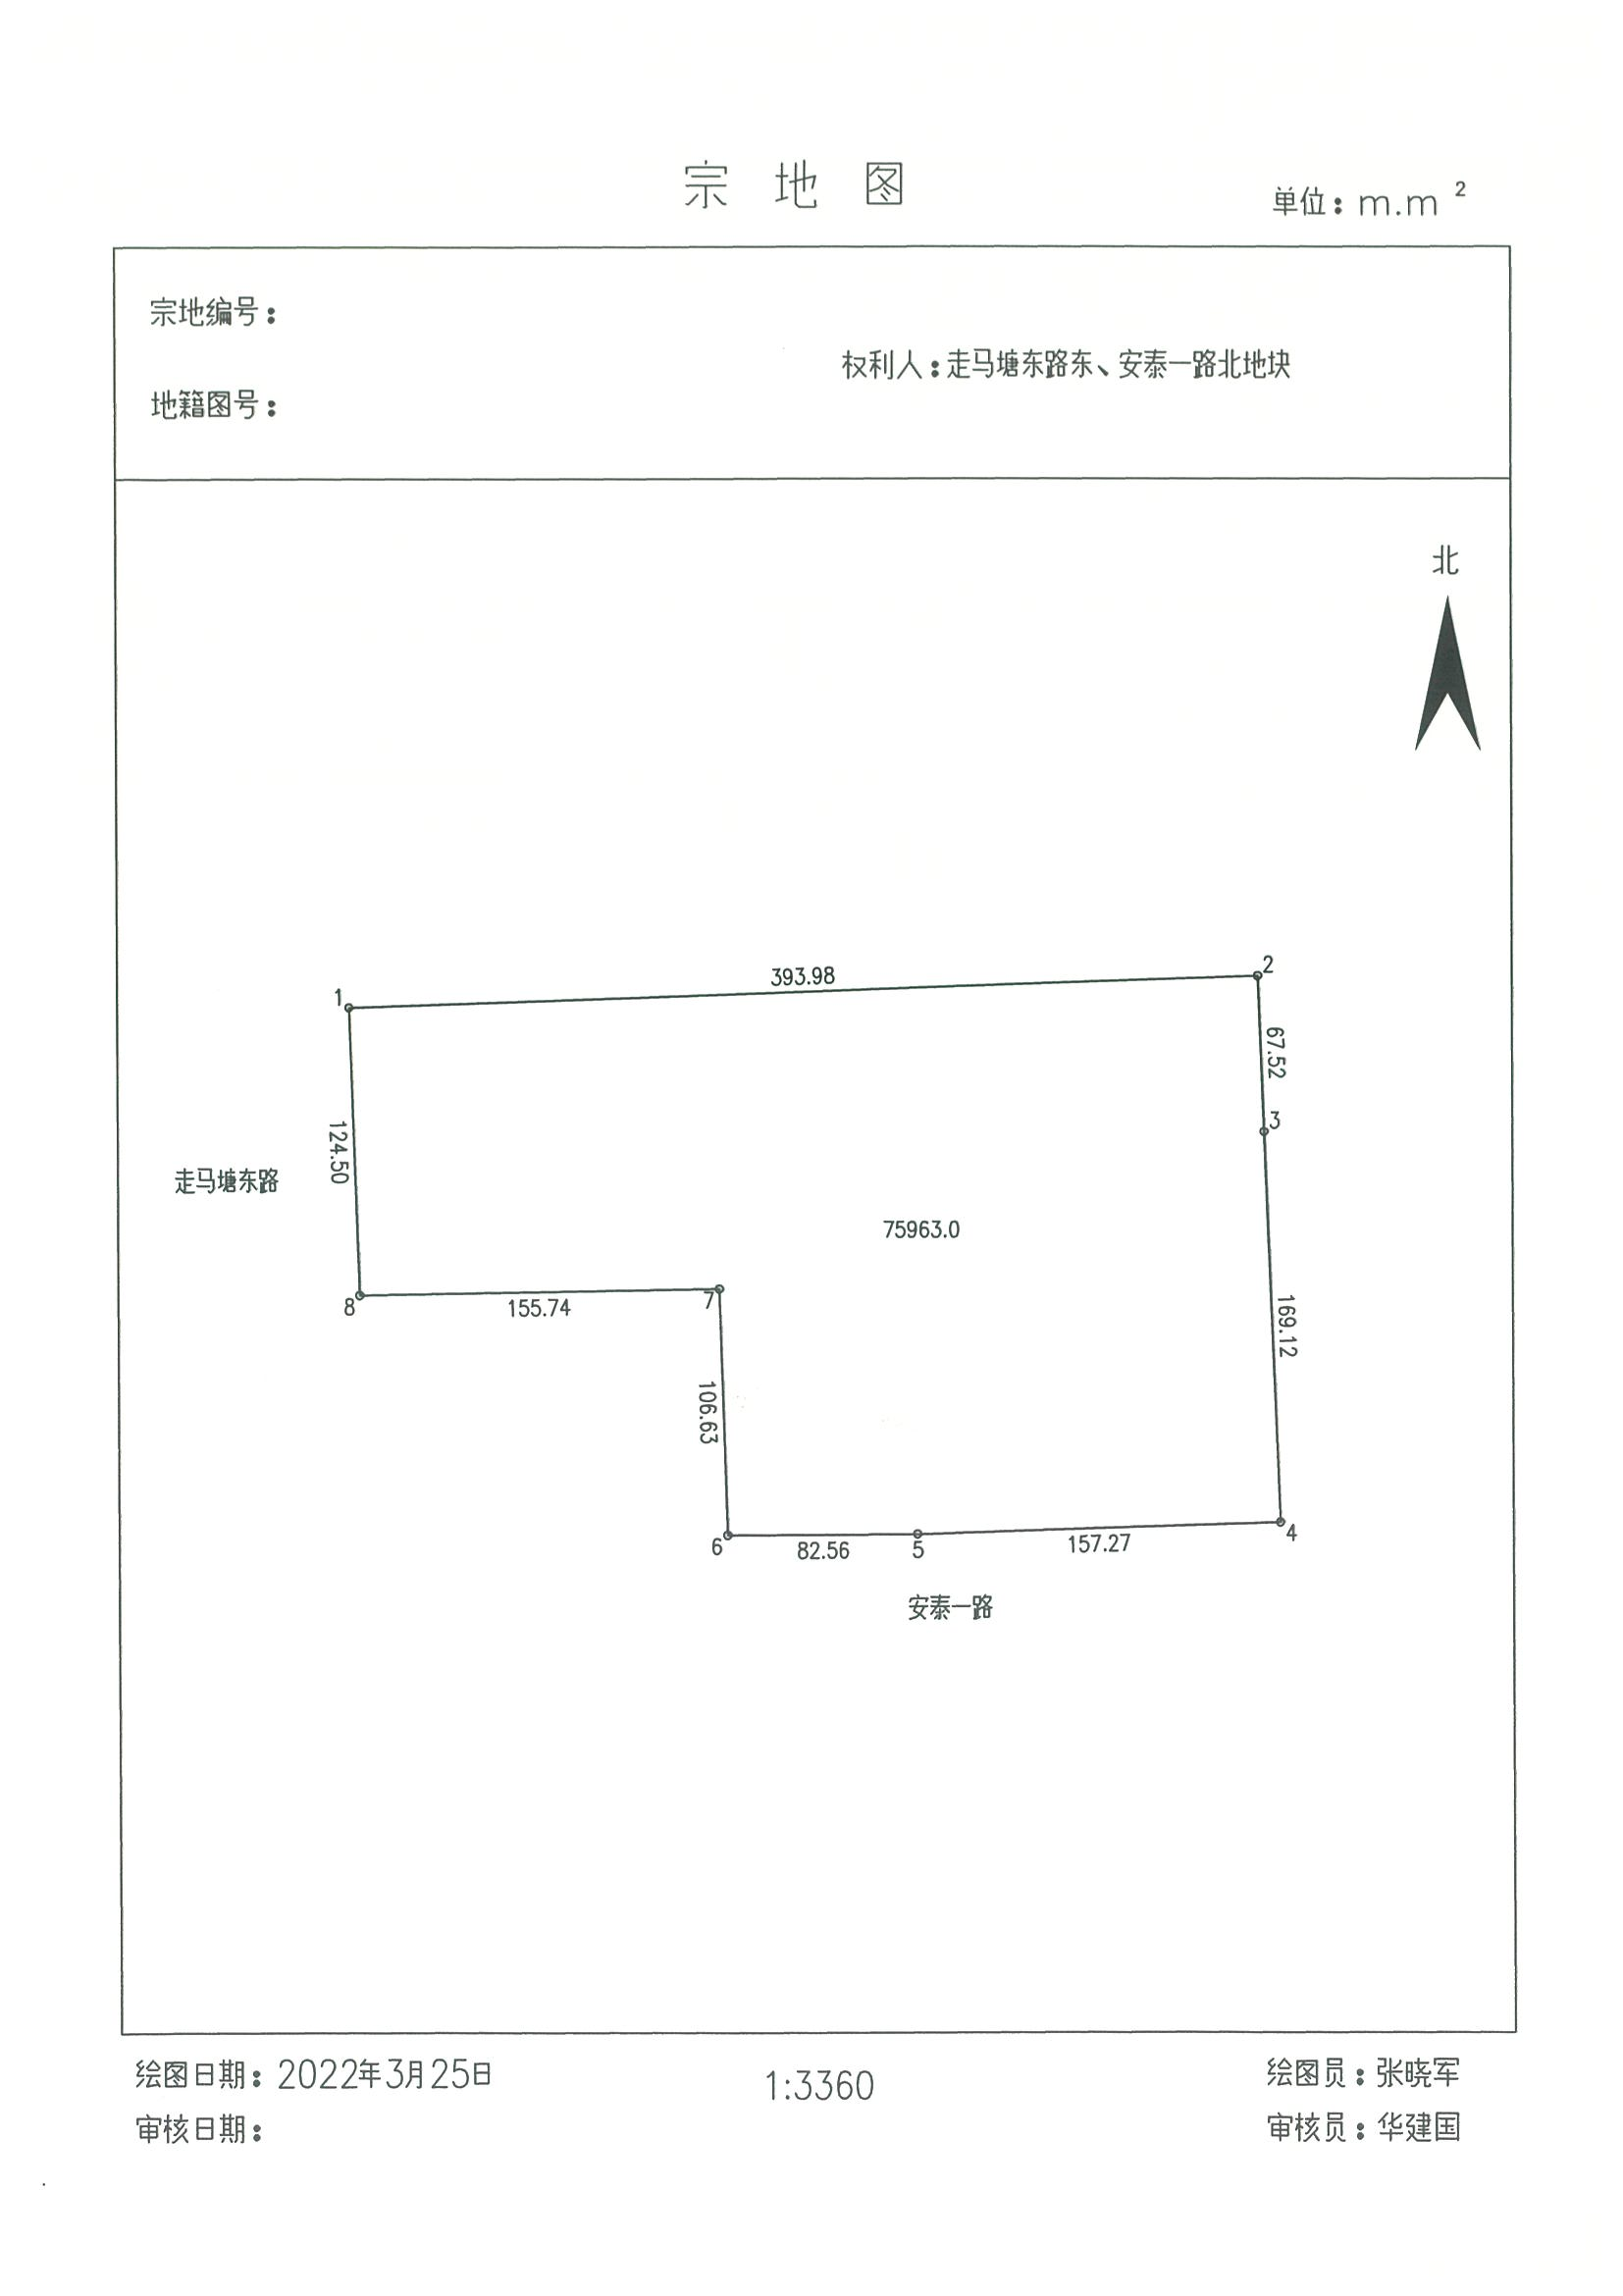 宗 地 图
单位：m.m²
宗地编号：
权利人：走马塘东路东、安泰一路北地块
地籍图号：
北
393.98
1
2
67.52
3
124.50
走马塘东路
75963.0
8
155.74
7
169.12
106.63
6
82.56
5
157.27
4
安泰一路
绘图日期：2022年3月25日
1:3360
绘图员：张晓军
审核日期：
审核员：华建国